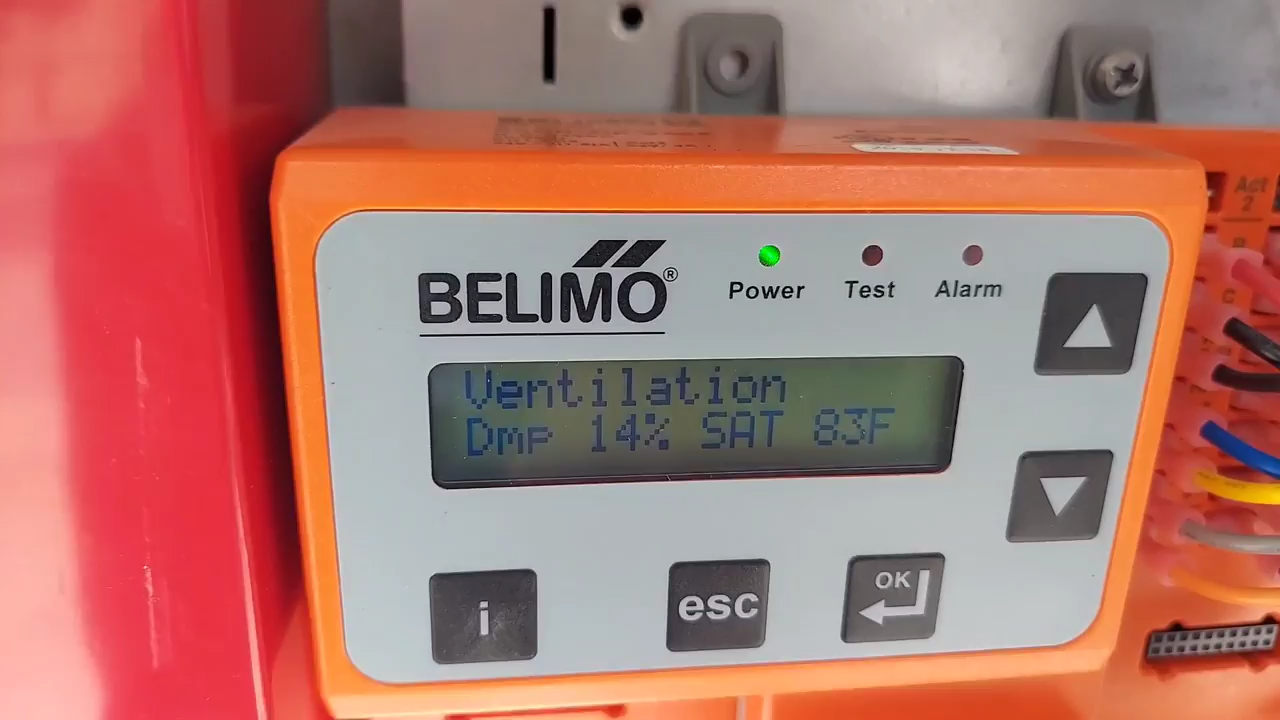 Act
2
BELIMO®
Power Test Alarm
Ventilation
Dmp 14% SAT 83F
i esc OK